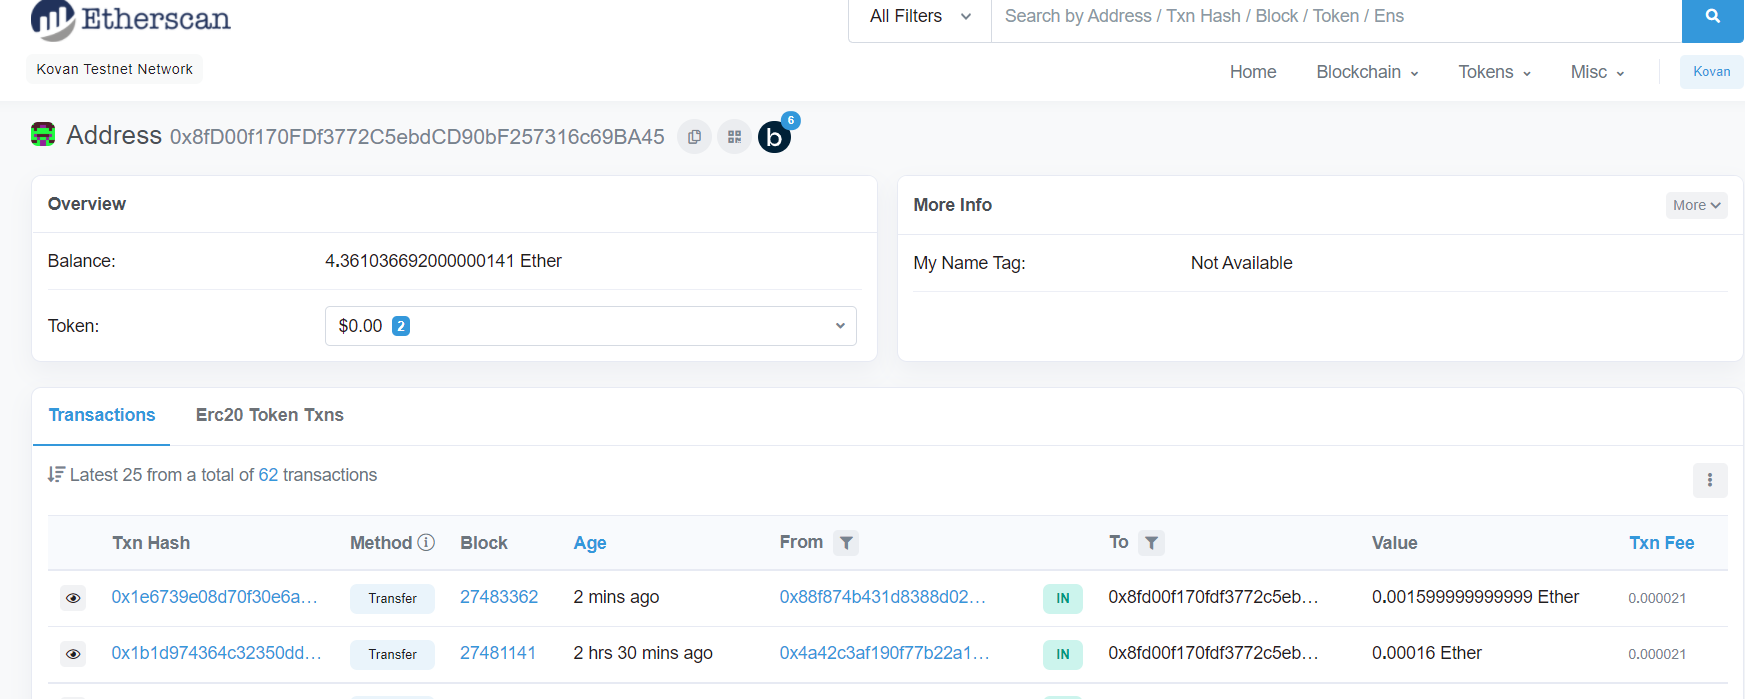 Etherscan
All Filters
Search by Address / Txn Hash / Block / Token / Ens
Kovan Testnet Network
Home Blockchain Tokens Misc Kovan
Address 0x8fD00f170FDf3772C5ebdCD90bF257316c69BA45 b 6
Overview
Balance: 4.361036692000000141 Ether
Token: $0.00 2
More Info More
My Name Tag: Not Available
Transactions Erc20 Token Txns
Latest 25 from a total of 62 transactions
Txn Hash Method Block Age From To Value Txn Fee
0x1e6739e08d70f30e6a... Transfer 27483362 2 mins ago 0x88f874b431d8388d02... IN 0x8fd00f170fdf3772c5eb... 0.001599999999999 Ether 0.000021
0x1b1d974364c32350dd... Transfer 27481141 2 hrs 30 mins ago 0x4a42c3af190f77b22a1... IN 0x8fd00f170fdf3772c5eb... 0.00016 Ether 0.000021